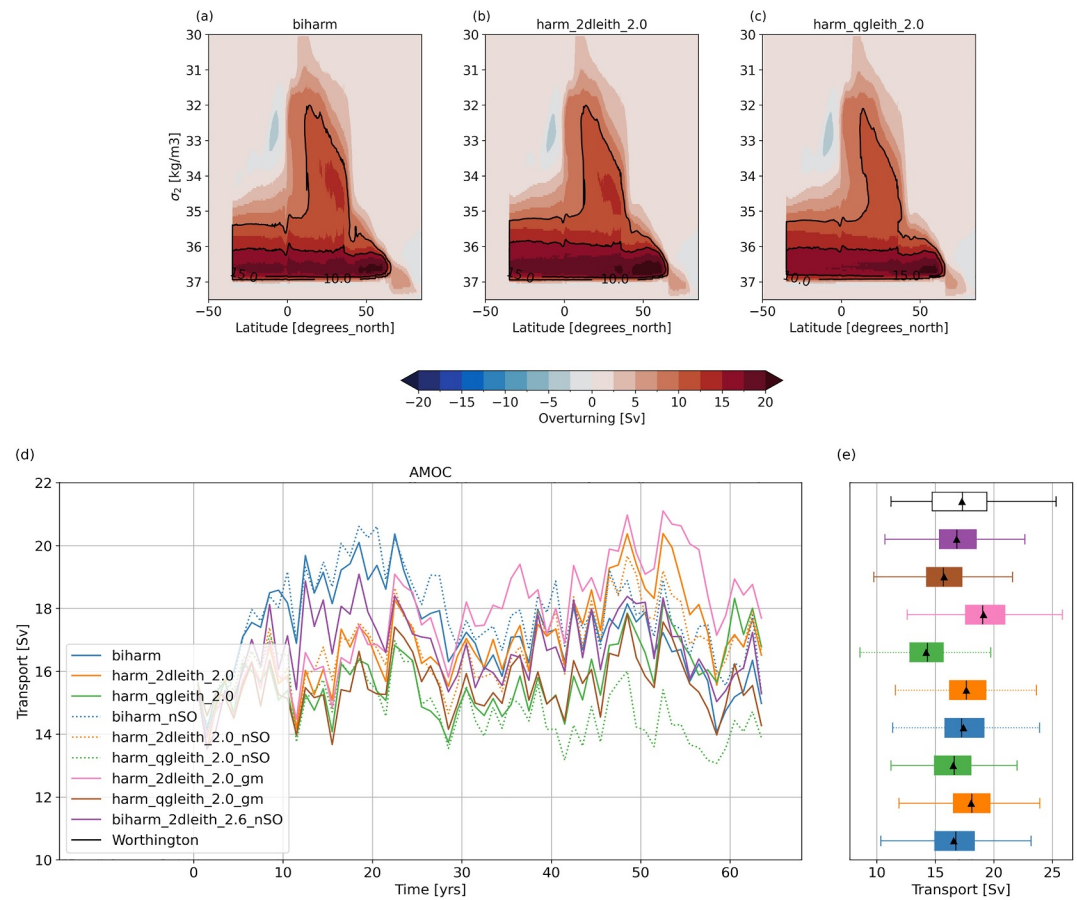 (a)
biharm
(b)
harm_2dleith_2.0
(c)
harm_qgleith_2.0
30
31
32
33
34
35
36
37
σ2 [kg/m3]
15.0
10.0
−50
0
50
Latitude [degrees_north]
30
31
32
33
34
35
36
37
15.0
10.0
−50
0
50
Latitude [degrees_north]
30
31
32
33
34
35
36
37
10.0
15.0
−50
0
50
Latitude [degrees_north]
−20 −15 −10 −5 0 5 10 15 20
Overturning [Sv]
(d)
AMOC
22
20
18
16
14
12
10
Transport [Sv]
biharm
harm_2dleith_2.0
harm_qgleith_2.0
biharm_nSO
harm_2dleith_2.0_nSO
harm_qgleith_2.0_nSO
harm_2dleith_2.0_gm
harm_qgleith_2.0_gm
biharm_2dleith_2.6_nSO
Worthington
0 10 20 30 40 50 60
Time [yrs]
(e)
10 15 20 25
Transport [Sv]